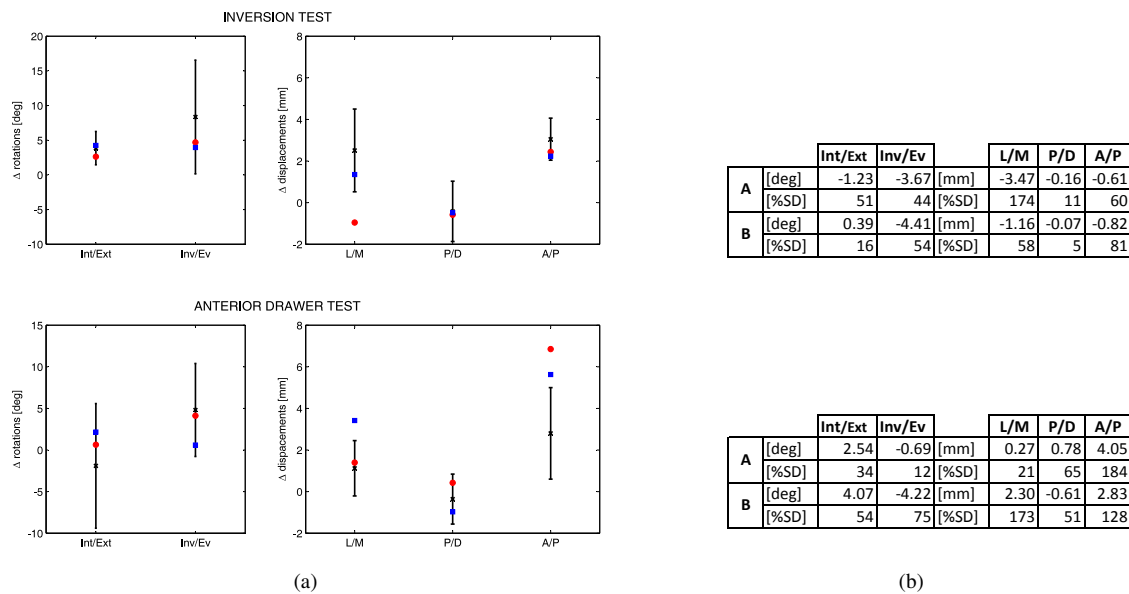 INVERSION TEST
Δ rotations [deg]
20
15
10
5
0
-5
-10
Int/Ext Inv/Ev
Δ displacements [mm]
8
6
4
2
0
-2
L/M P/D A/P
Int/Ext Inv/Ev L/M P/D A/P
A [deg] -1.23 -3.67 [mm] -3.47 -0.16 -0.61
[%SD] 51 44 [%SD] 174 11 60
B [deg] 0.39 -4.41 [mm] -1.16 -0.07 -0.82
[%SD] 16 54 [%SD] 58 5 81
ANTERIOR DRAWER TEST
Δ rotations [deg]
15
10
5
0
-5
-10
Int/Ext Inv/Ev
Δ dispacements [mm]
8
6
4
2
0
-2
L/M P/D A/P
Int/Ext Inv/Ev L/M P/D A/P
A [deg] 2.54 -0.69 [mm] 0.27 0.78 4.05
[%SD] 34 12 [%SD] 21 65 184
B [deg] 4.07 -4.22 [mm] 2.30 -0.61 2.83
[%SD] 54 75 [%SD] 173 51 128
(a) (b)